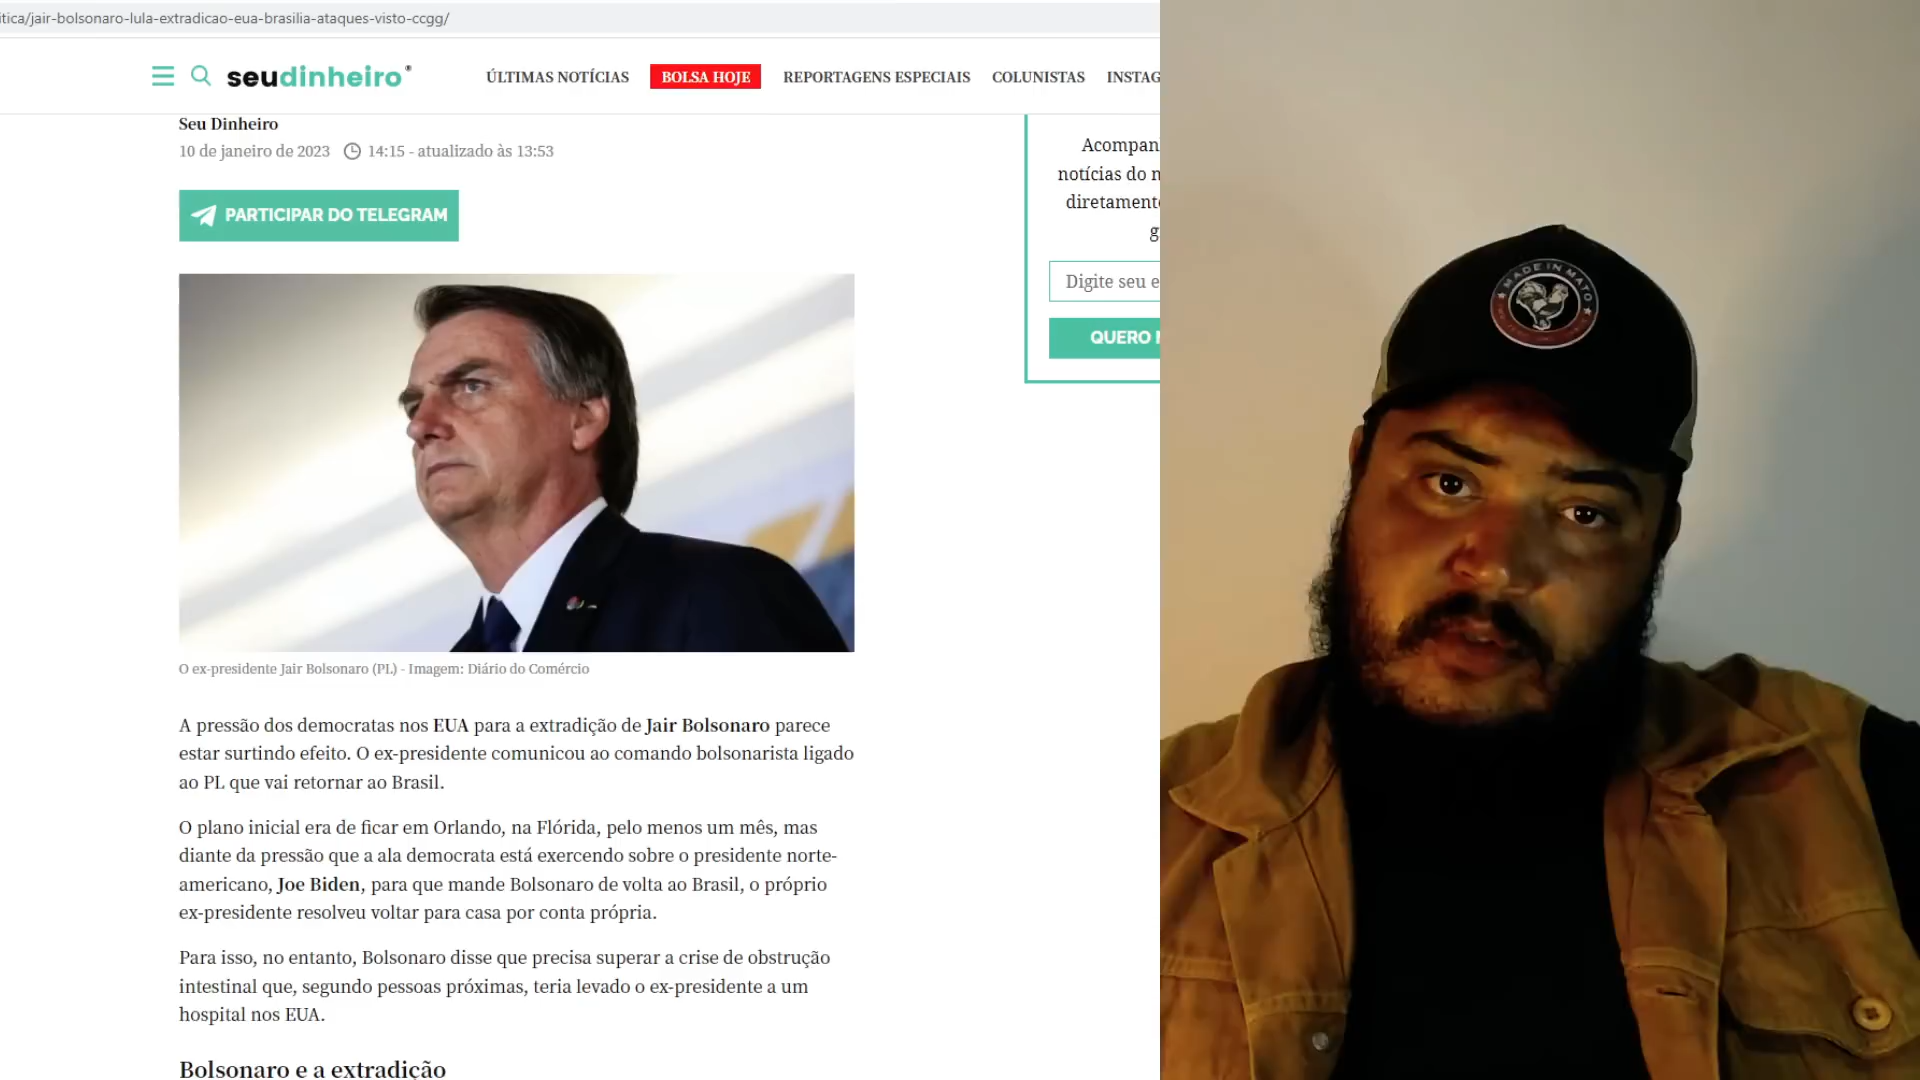 itica/jair-bolsonaro-lula-extradicao-eua-brasilia-ataques-visto-ccgg/
seudinheiro
ÚLTIMAS NOTÍCIAS
BOLSA HOJE
REPORTAGENS ESPECIAIS
COLUNISTAS
INSTAG
Seu Dinheiro
10 de janeiro de 2023 14:15 - atualizado às 13:53
PARTICIPAR DO TELEGRAM
Acompan
notícias do
diretament
g
Digite seu e
QUERO
MADE IN MATO
O ex-presidente Jair Bolsonaro (PL) - Imagem: Diário do Comércio
A pressão dos democratas nos EUA para a extradição de Jair Bolsonaro parece
estar surtindo efeito. O ex-presidente comunicou ao comando bolsonarista ligado
ao PL que vai retornar ao Brasil.
O plano inicial era de ficar em Orlando, na Flórida, pelo menos um mês, mas
diante da pressão que a ala democrata está exercendo sobre o presidente norte-
americano, Joe Biden, para que mande Bolsonaro de volta ao Brasil, o próprio
ex-presidente resolveu voltar para casa por conta própria.
Para isso, no entanto, Bolsonaro disse que precisa superar a crise de obstrução
intestinal que, segundo pessoas próximas, teria levado o ex-presidente a um
hospital nos EUA.
Bolsonaro e a extradição